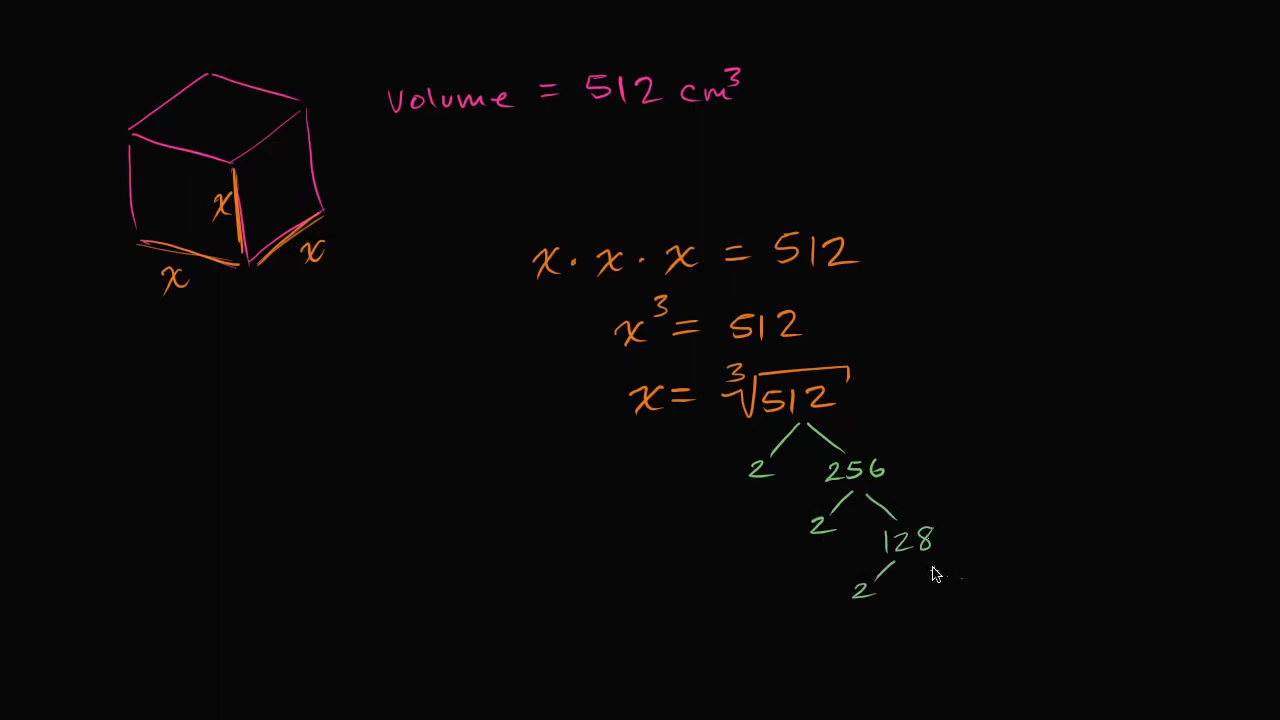 volume = 512 cm³
x
x
x
x · x · x = 512
x³ = 512
x = ∛512
2 256
2 128
2